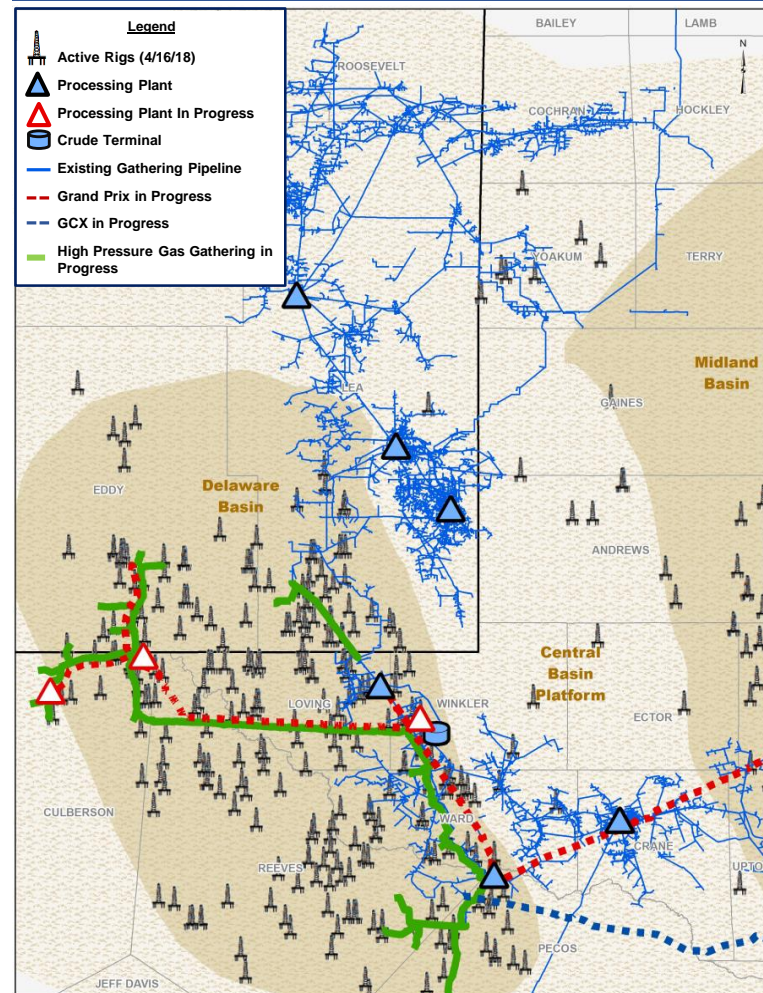 Legend
Active Rigs (4/16/18)
Processing Plant
Processing Plant In Progress
Crude Terminal
Existing Gathering Pipeline
Grand Prix in Progress
GCX in Progress
High Pressure Gas Gathering in
Progress
BAILEY
LAMB
N
ROOSEVELT
COCHRAN
HOCKLEY
YOAKUM
TERRY
Midland
Basin
LEA
GAINES
EDDY
Delaware
Basin
ANDREWS
Central
Basin
Platform
LOVING
WINKLER
ECTOR
CULBERSON
WARD
CRANE
REEVES
UPTO
PECOS
JEFF DAVIS